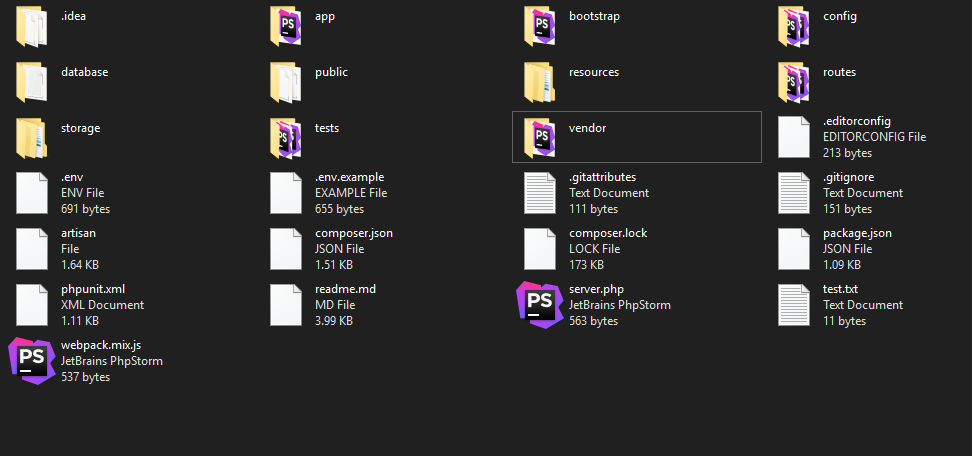 .idea
app
bootstrap
config
database
public
resources
routes
storage
tests
vendor
.editorconfig
EDITORCONFIG File
213 bytes
.env
ENV File
691 bytes
.env.example
EXAMPLE File
655 bytes
.gitattributes
Text Document
111 bytes
.gitignore
Text Document
151 bytes
artisan
File
1.64 KB
composer.json
JSON File
1.51 KB
composer.lock
LOCK File
173 KB
package.json
JSON File
1.09 KB
phpunit.xml
XML Document
1.11 KB
readme.md
MD File
3.99 KB
PS
server.php
JetBrains PhpStorm
563 bytes
test.txt
Text Document
11 bytes
PS
webpack.mix.js
JetBrains PhpStorm
537 bytes